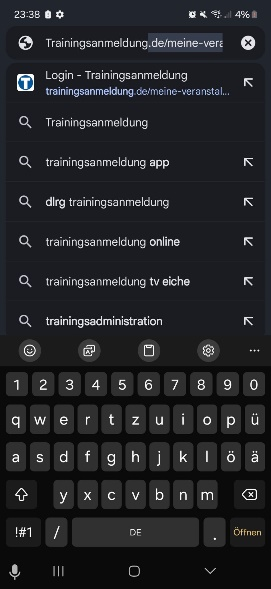 23:38
4%
Trainingsanmeldung.de/meine-vera
Login - Trainingsanmeldung
trainingsanmeldung.de/meine-veranstal...
Trainingsanmeldung
trainingsanmeldung app
dlrg trainingsanmeldung
trainingsanmeldung online
trainingsanmeldung tv eiche
trainingsadministration
1 2 3 4 5 6 7 8 9 0
q w e r t z u i o p ü
a s d f g h j k l ö ä
y x c v b n m
!#1 / DE . Öffnen